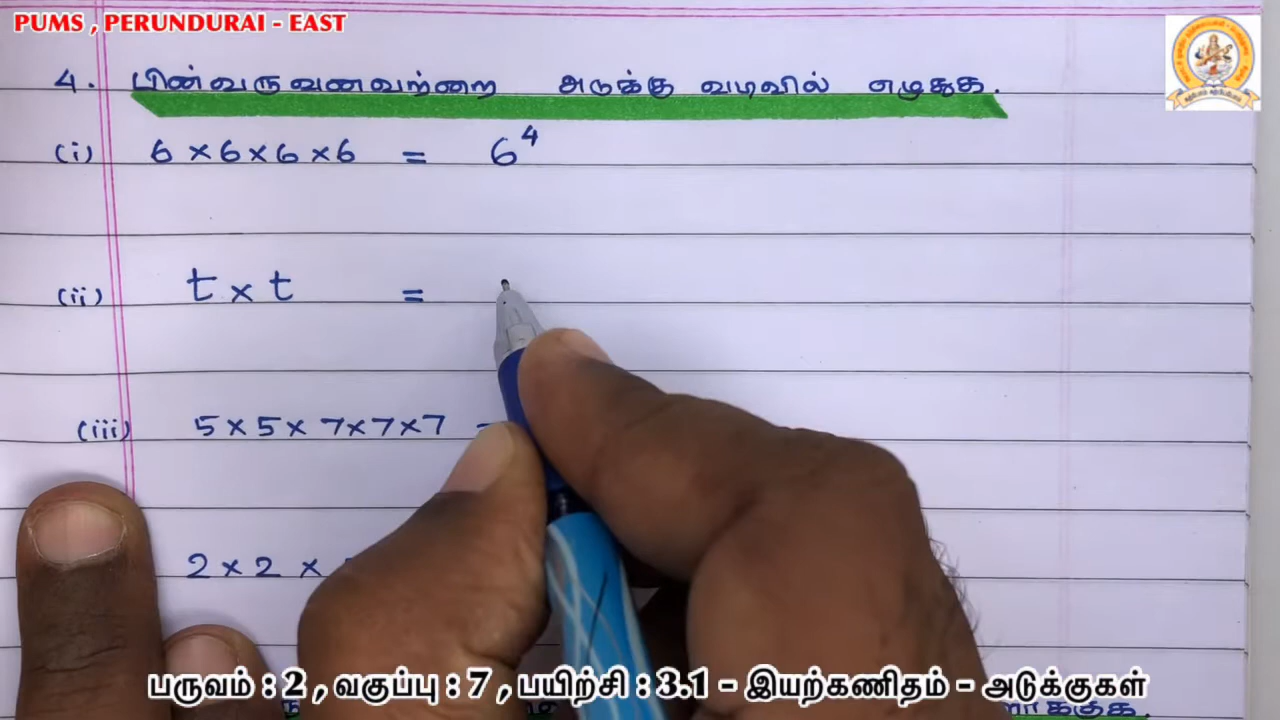 PUMS , PERUNDURAI - EAST
4. பின்வருவனவற்றை அடுக்கு வடிவில் எழுதுக.
(i) 6 × 6 × 6 × 6 = 6⁴
(ii) t × t =
(iii) 5 × 5 × 7 × 7 × 7
2 × 2 ×
பருவம் : 2 , வகுப்பு : 7 , பயிற்சி : 3.1 - இயற்கணிதம் - அடுக்குகள்